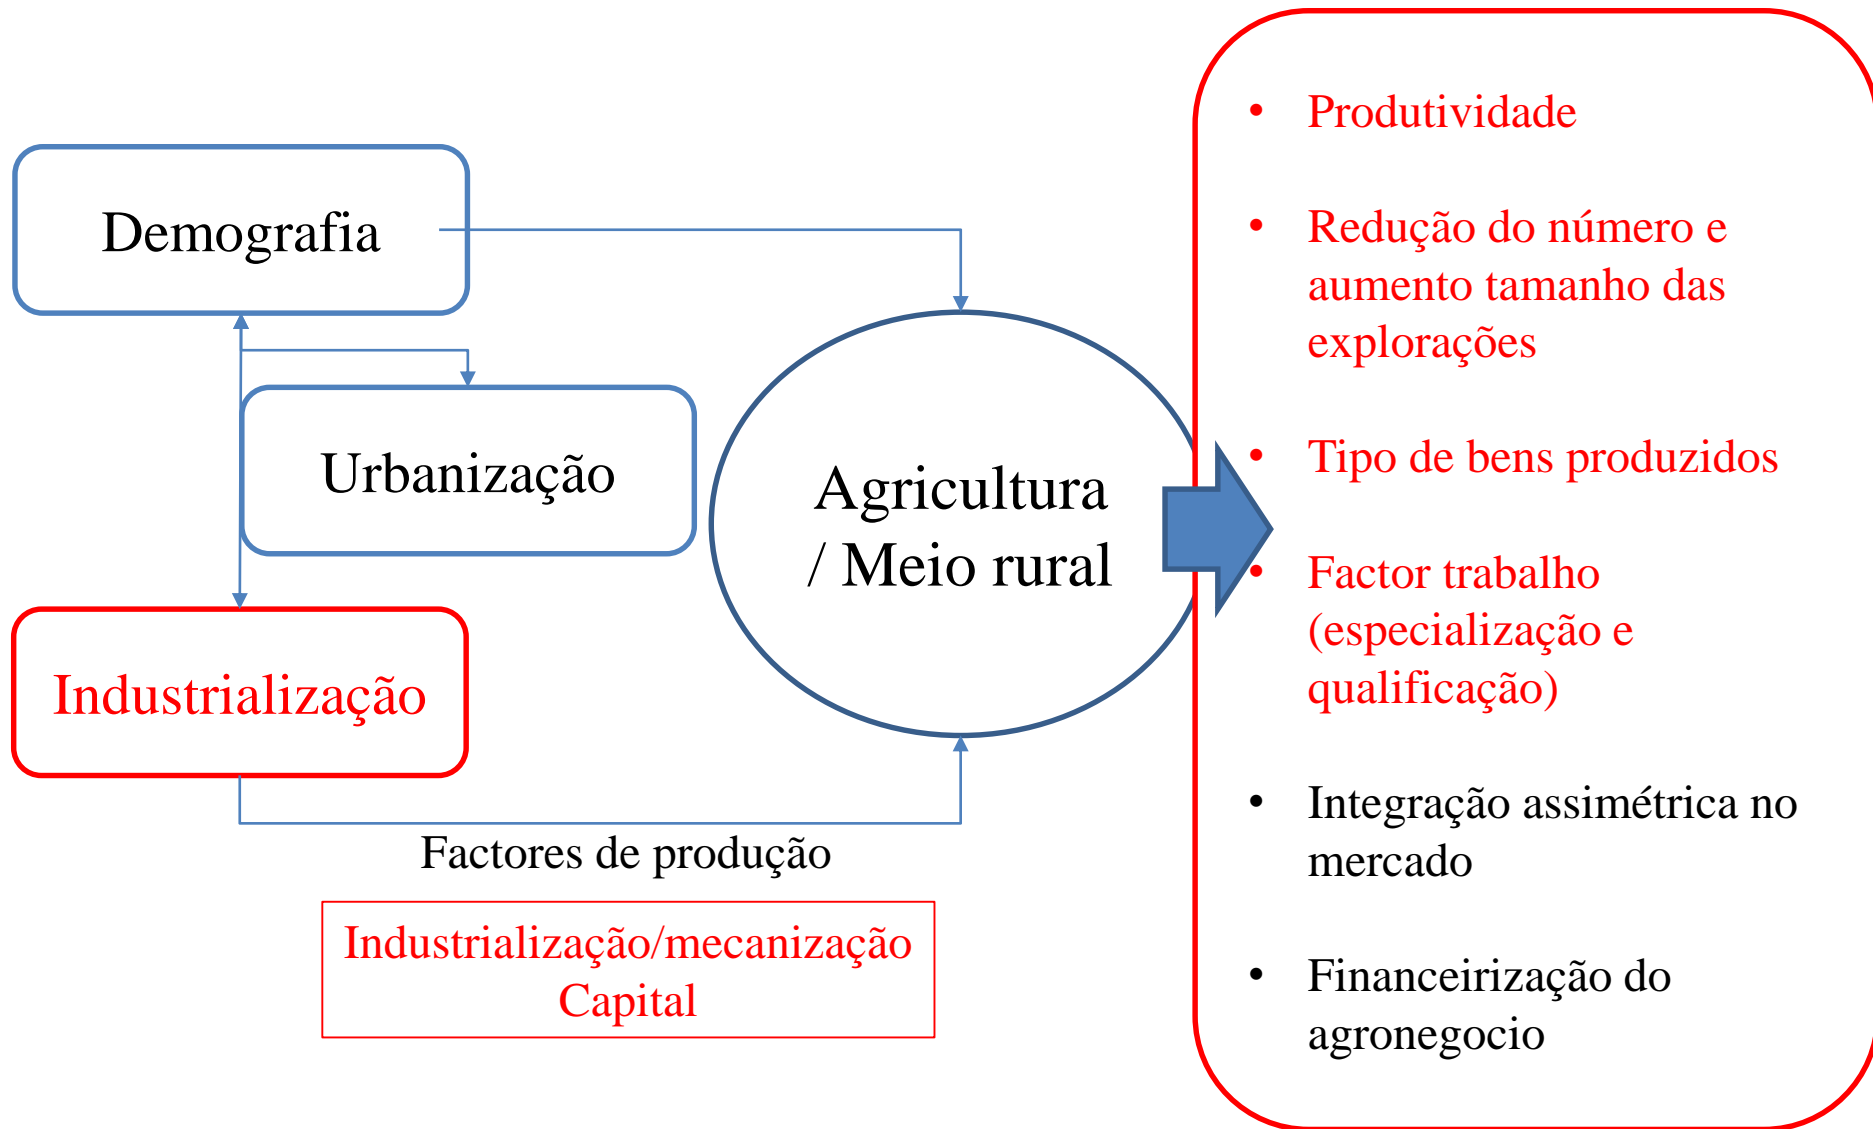 Demografia
Urbanização
Industrialização
Agricultura
/ Meio rural
Factores de produção
Industrialização/mecanização
Capital
• Produtividade
• Redução do número e
aumento tamanho das
explorações
• Tipo de bens produzidos
• Factor trabalho
(especialização e
qualificação)
• Integração assimétrica no
mercado
• Financeirização do
agronegocio